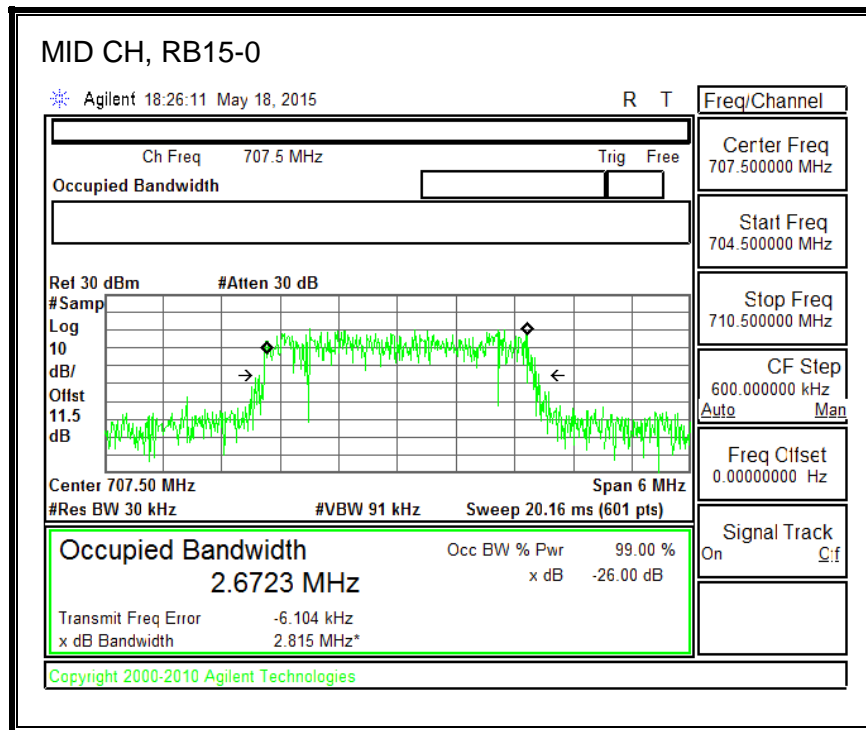 MID CH, RB15-0
Agilent 18:26:11 May 18, 2015 R T
Freq/Channel
Ch Freq 707.5 MHz Trig Free
Occupied Bandwidth
Center Freq
707.500000 MHz
Start Freq
704.500000 MHz
Stop Freq
710.500000 MHz
CF Step
600.000000 kHz
Auto Man
Freq Offset
0.00000000 Hz
Signal Track
On Off
Ref 30 dBm #Atten 30 dB
#Samp
Log
10
dB/
Offst
11.5
dB
Center 707.50 MHz Span 6 MHz
#Res BW 30 kHz #VBW 91 kHz Sweep 20.16 ms (601 pts)
Occupied Bandwidth Occ BW % Pwr 99.00 %
2.6723 MHz x dB -26.00 dB
Transmit Freq Error -6.104 kHz
x dB Bandwidth 2.815 MHz*
Copyright 2000-2010 Agilent Technologies